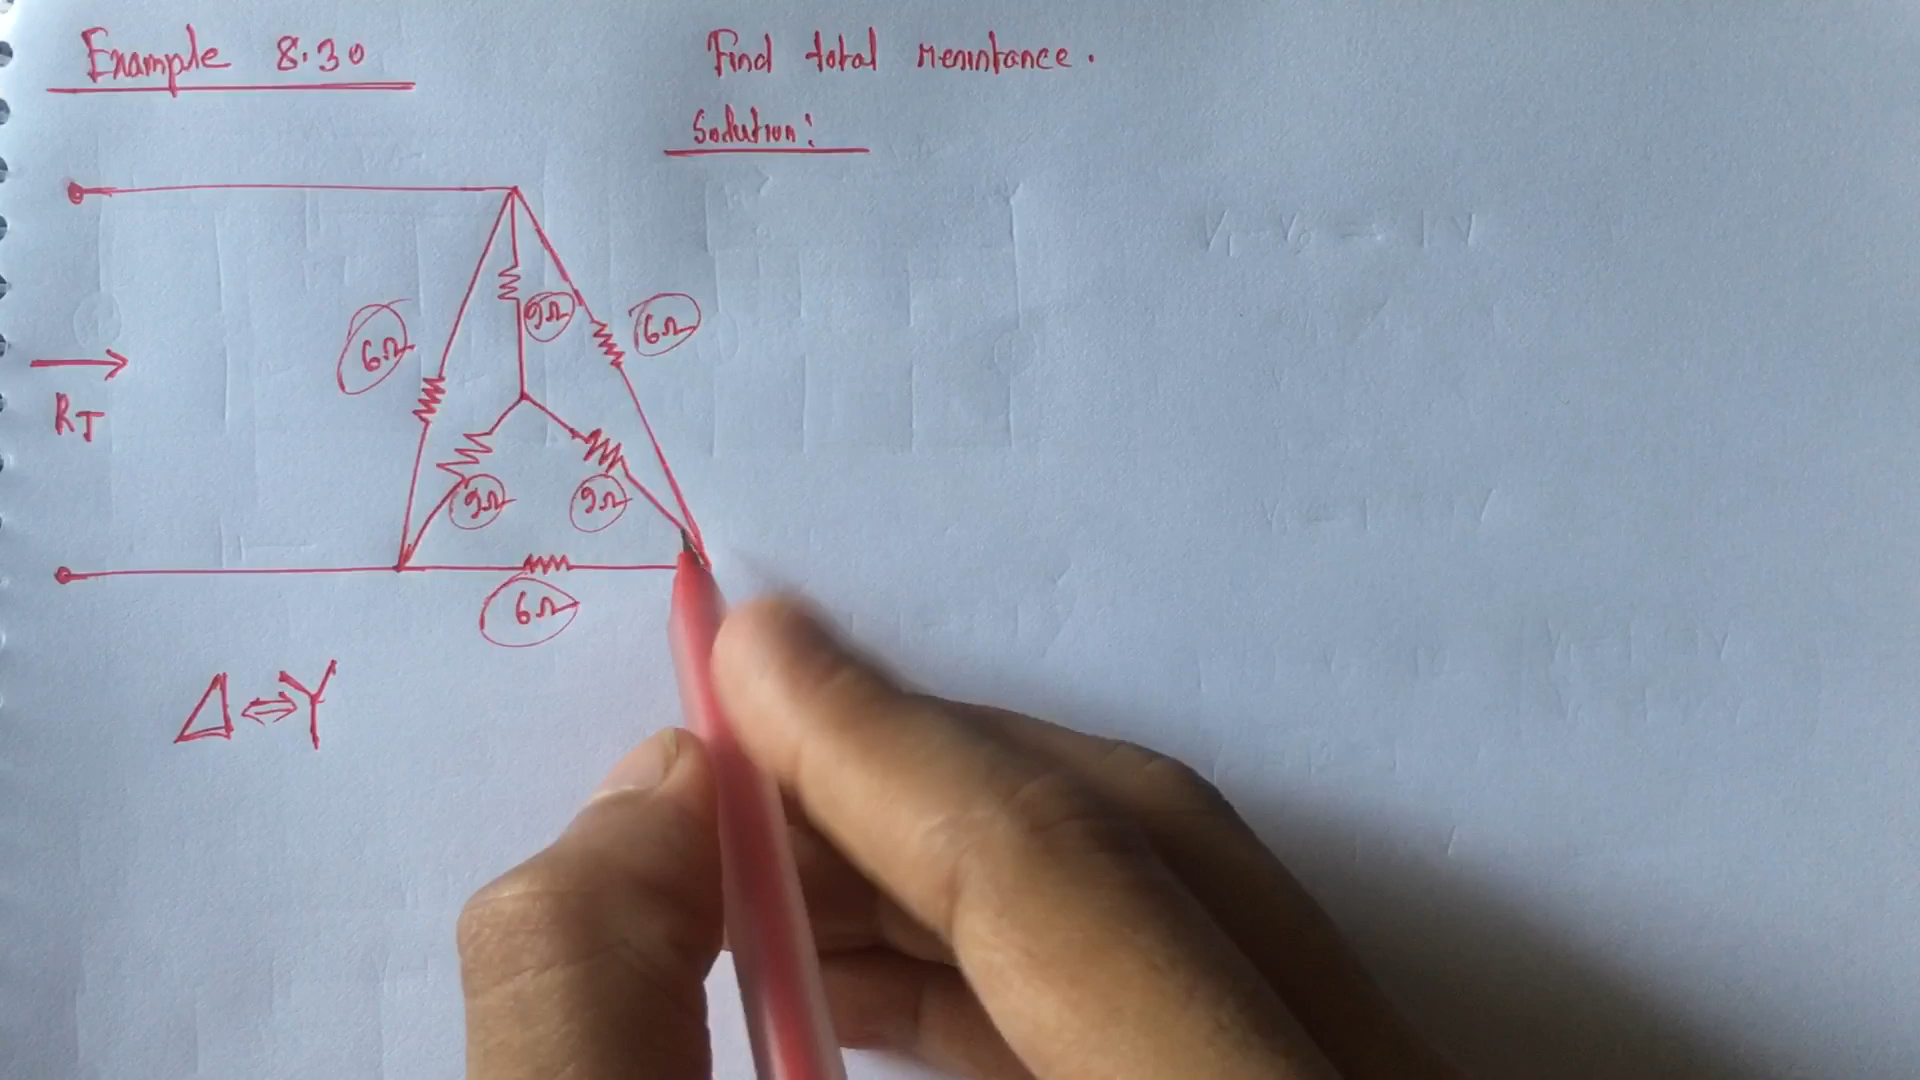 Example 8.30
Find total resistance.
Solution:
6Ω
9Ω
6Ω
R_T
9Ω
9Ω
6Ω
Δ⇔Y